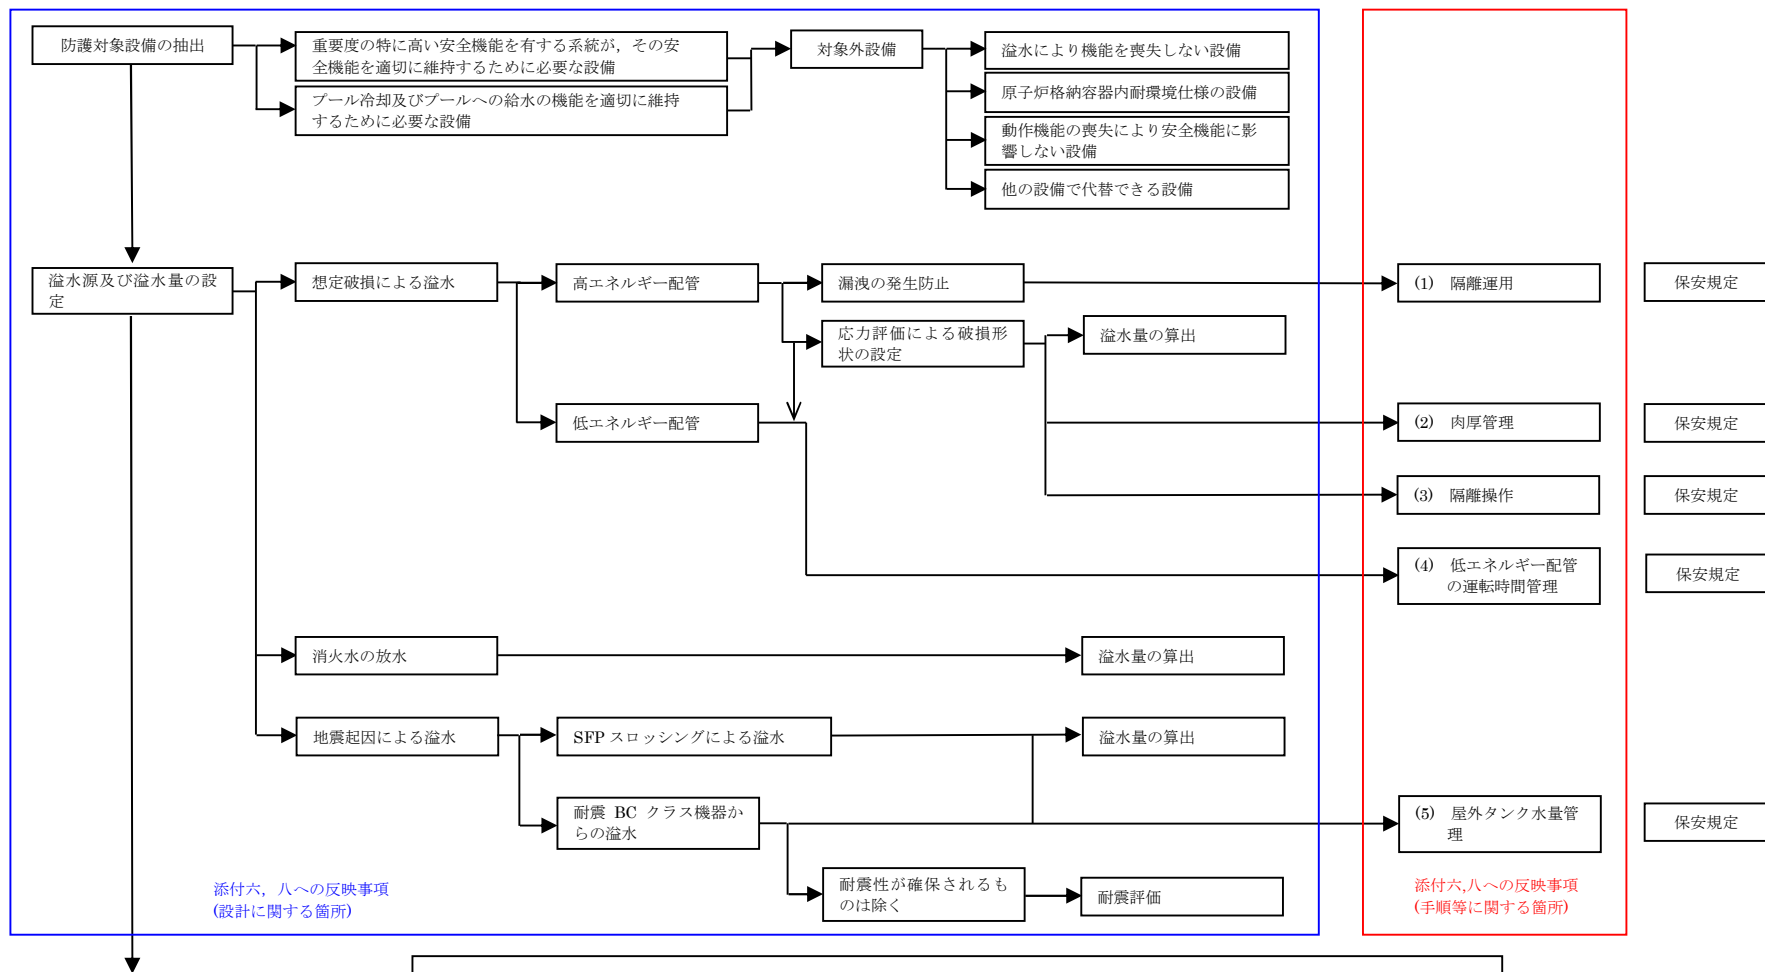 防護対象設備の抽出
重要度の特に高い安全機能を有する系統が，その安
全機能を適切に維持するために必要な設備
プール冷却及びプールへの給水の機能を適切に維持
するために必要な設備
対象外設備
溢水により機能を喪失しない設備
原子炉格納容器内耐環境仕様の設備
動作機能の喪失により安全機能に影
響しない設備
他の設備で代替できる設備
溢水源及び溢水量の設
定
想定破損による溢水
高エネルギー配管
漏洩の発生防止
(1) 隔離運用
保安規定
応力評価による破損形
状の設定
溢水量の算出
低エネルギー配管
(2) 肉厚管理
保安規定
(3) 隔離操作
保安規定
(4) 低エネルギー配管
の運転時間管理
保安規定
消火水の放水
溢水量の算出
地震起因による溢水
SFP スロッシングによる溢水
溢水量の算出
耐震 BC クラス機器か
らの溢水
(5) 屋外タンク水量管
理
保安規定
耐震性が確保されるも
のは除く
耐震評価
添付六，八への反映事項
(設計に関する箇所)
添付六,八への反映事項
(手順等に関する箇所)